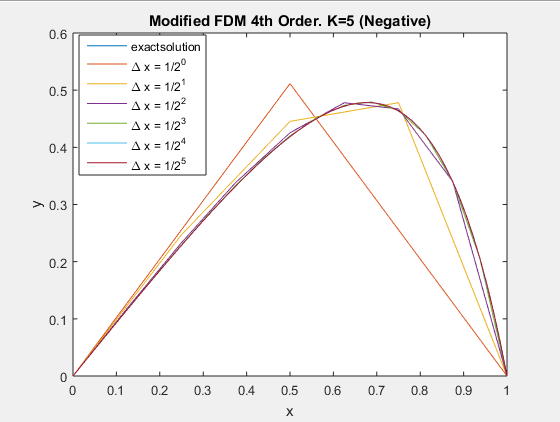 Modified FDM 4th Order. K=5 (Negative)
exactsolution
Δ x = 1/2^0
Δ x = 1/2^1
Δ x = 1/2^2
Δ x = 1/2^3
Δ x = 1/2^4
Δ x = 1/2^5
0.6
0.5
0.4
0.3
0.2
0.1
0
y
0 0.1 0.2 0.3 0.4 0.5 0.6 0.7 0.8 0.9 1
x